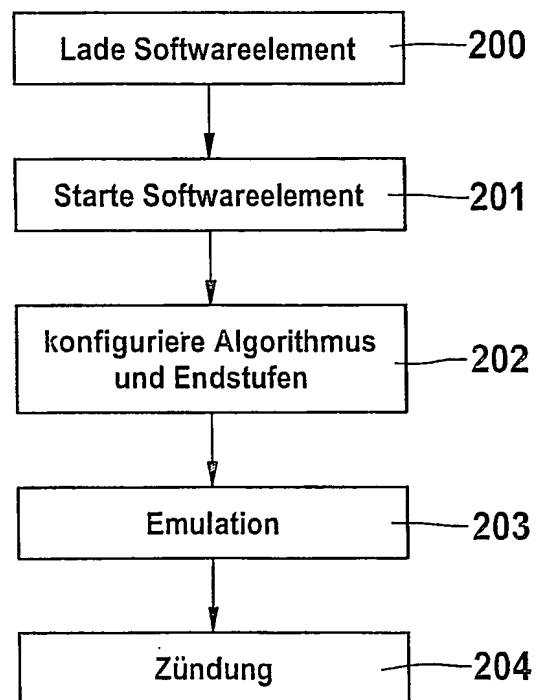 Lade Softwareelement 200
Starte Softwareelement 201
konfiguriere Algorithmus
und Endstufen 202
Emulation 203
Zündung 204